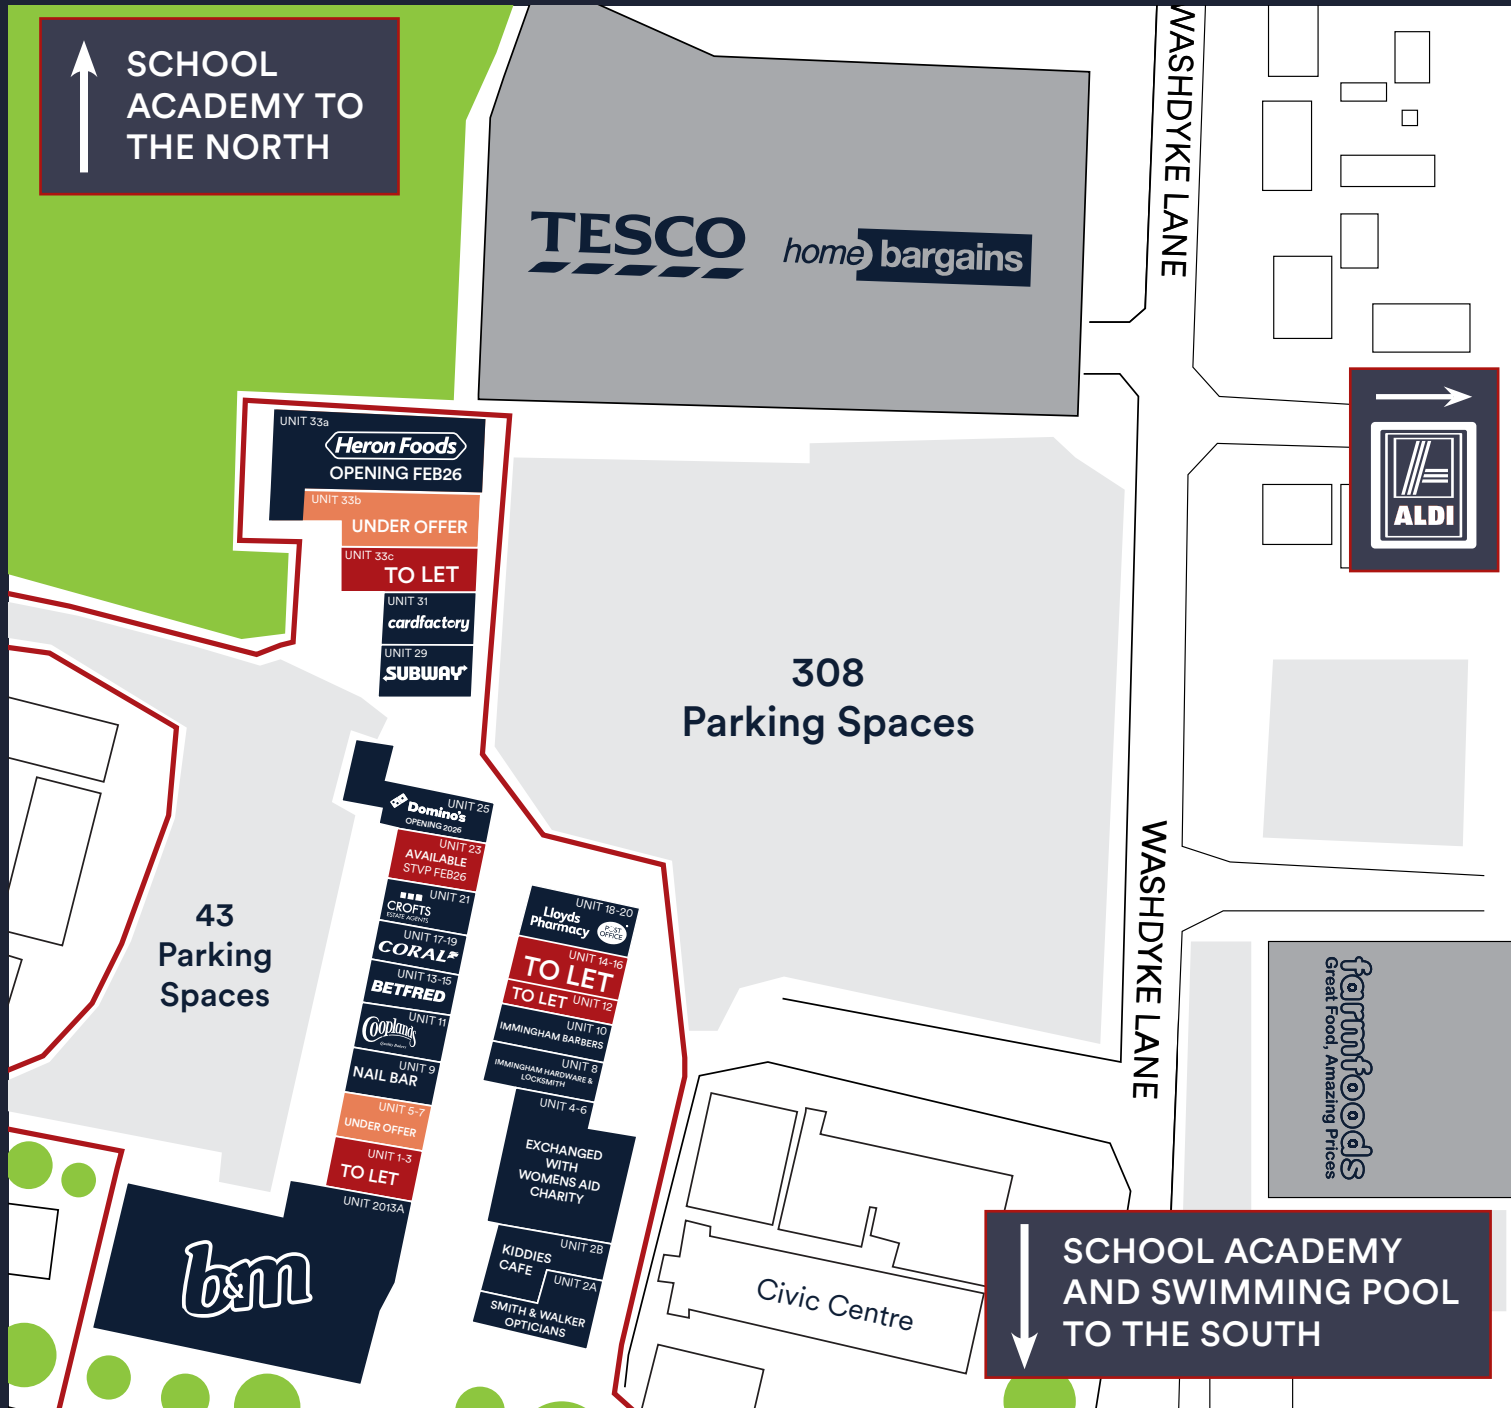 SCHOOL
ACADEMY TO
THE NORTH
TESCO
home bargains
WASHDYKE LANE
ALDI
UNIT 33a
Heron Foods
OPENING FEB26
UNIT 33b
UNDER OFFER
UNIT 33c
TO LET
UNIT 31
cardfactory
UNIT 29
SUBWAY
308
Parking Spaces
43
Parking
Spaces
UNIT 25
Domino's
OPENING 2026
UNIT 23
AVAILABLE
STVP FEB26
UNIT 21
CROFTS
ESTATE AGENTS
UNIT 17-19
CORAL
UNIT 13-15
BETFRED
UNIT 11
Cooplands
UNIT 9
NAIL BAR
UNIT 5-7
UNDER OFFER
UNIT 1-3
TO LET
UNIT 2013A
b&m
UNIT 18-20
Lloyds
Pharmacy
POST
OFFICE
UNIT 14-16
TO LET
TO LET UNIT 12
UNIT 10
IMMINGHAM BARBERS
UNIT 8
IMMINGHAM HARDWARE &
LOCKSMITH
UNIT 4-6
EXCHANGED
WITH
WOMENS AID
CHARITY
UNIT 2B
KIDDIES
CAFE
UNIT 2A
SMITH & WALKER
OPTICIANS
WASHDYKE LANE
farmfoods
Great Food, Amazing Prices
Civic Centre
SCHOOL ACADEMY
AND SWIMMING POOL
TO THE SOUTH